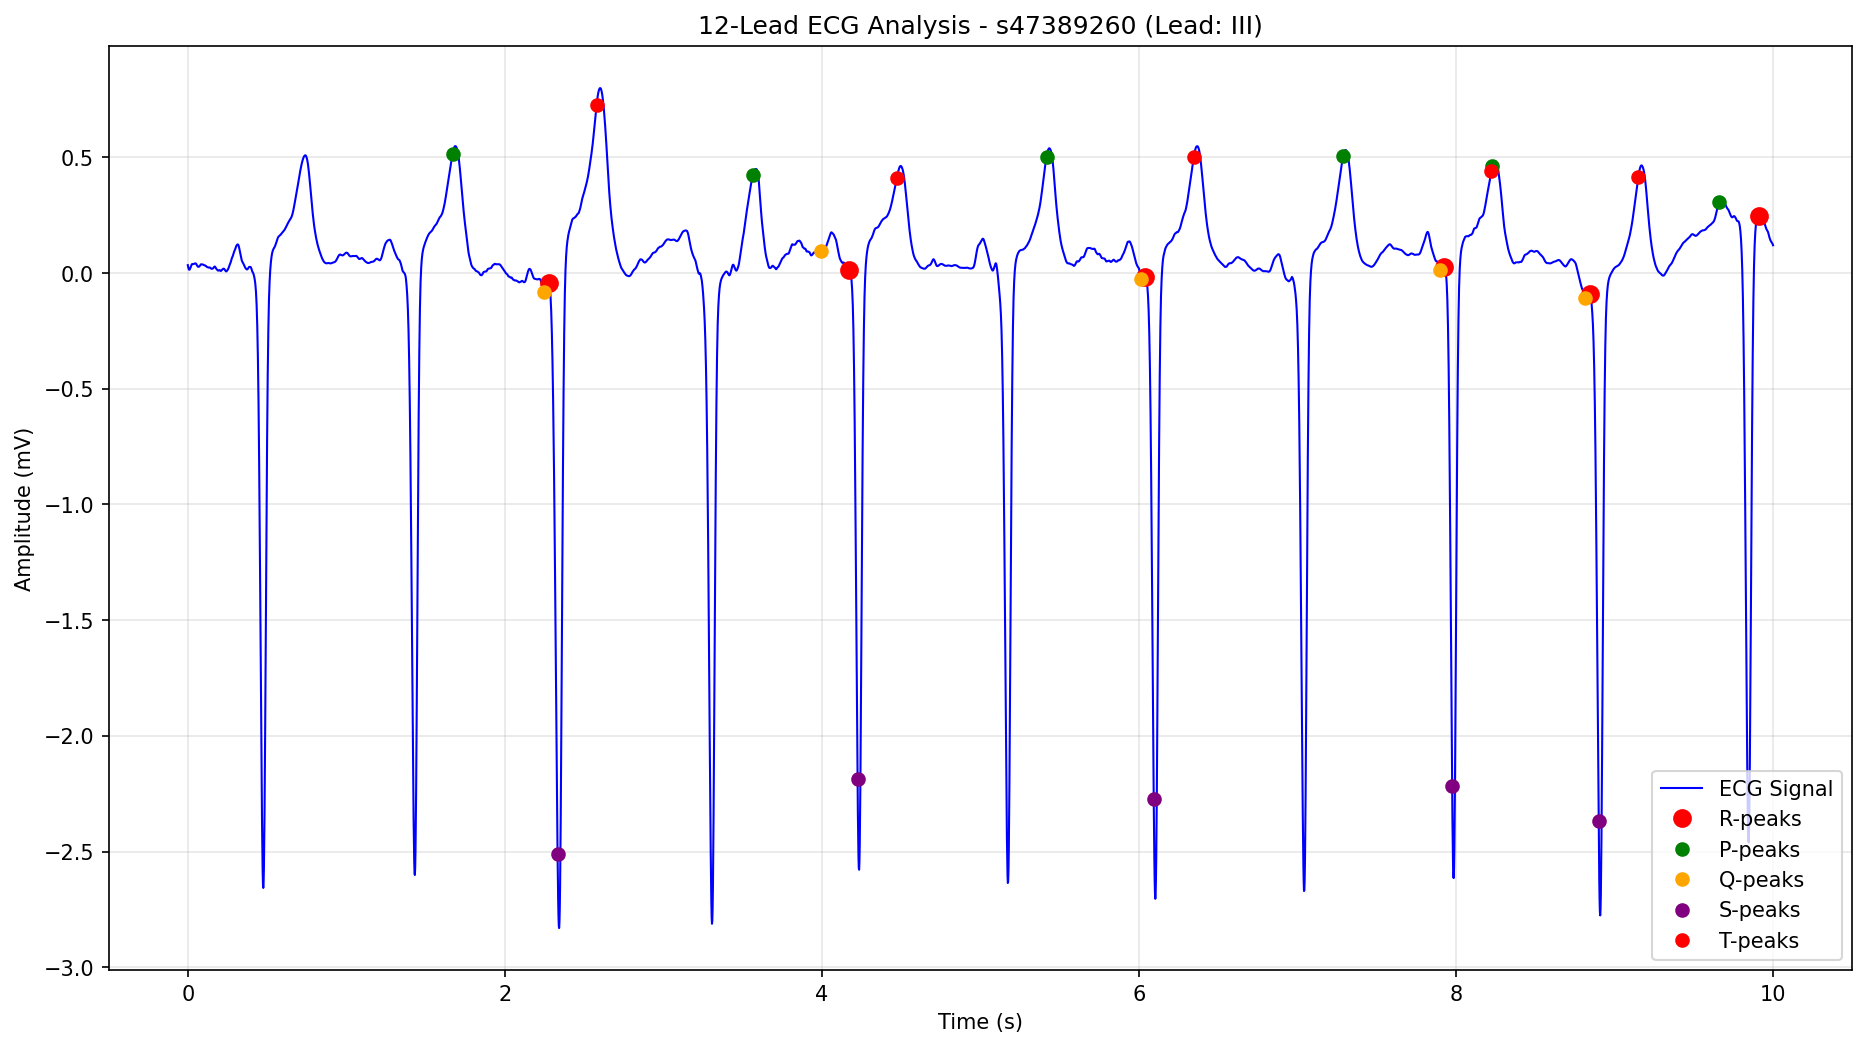 12-Lead ECG Analysis - s47389260 (Lead: III)
Amplitude (mV)
0.5
0.0
−0.5
−1.0
−1.5
−2.0
−2.5
−3.0
0
2
4
6
8
10
Time (s)
ECG Signal
R-peaks
P-peaks
Q-peaks
S-peaks
T-peaks